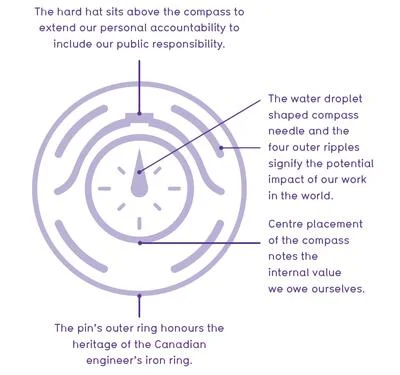 The hard hat sits above the compass to
extend our personal accountability to
include our public responsibility.
The water droplet
shaped compass
needle and the
four outer ripples
signify the potential
impact of our work
in the world.
Centre placement
of the compass
notes the
internal value
we owe ourselves.
The pin's outer ring honours the
heritage of the Canadian
engineer's iron ring.